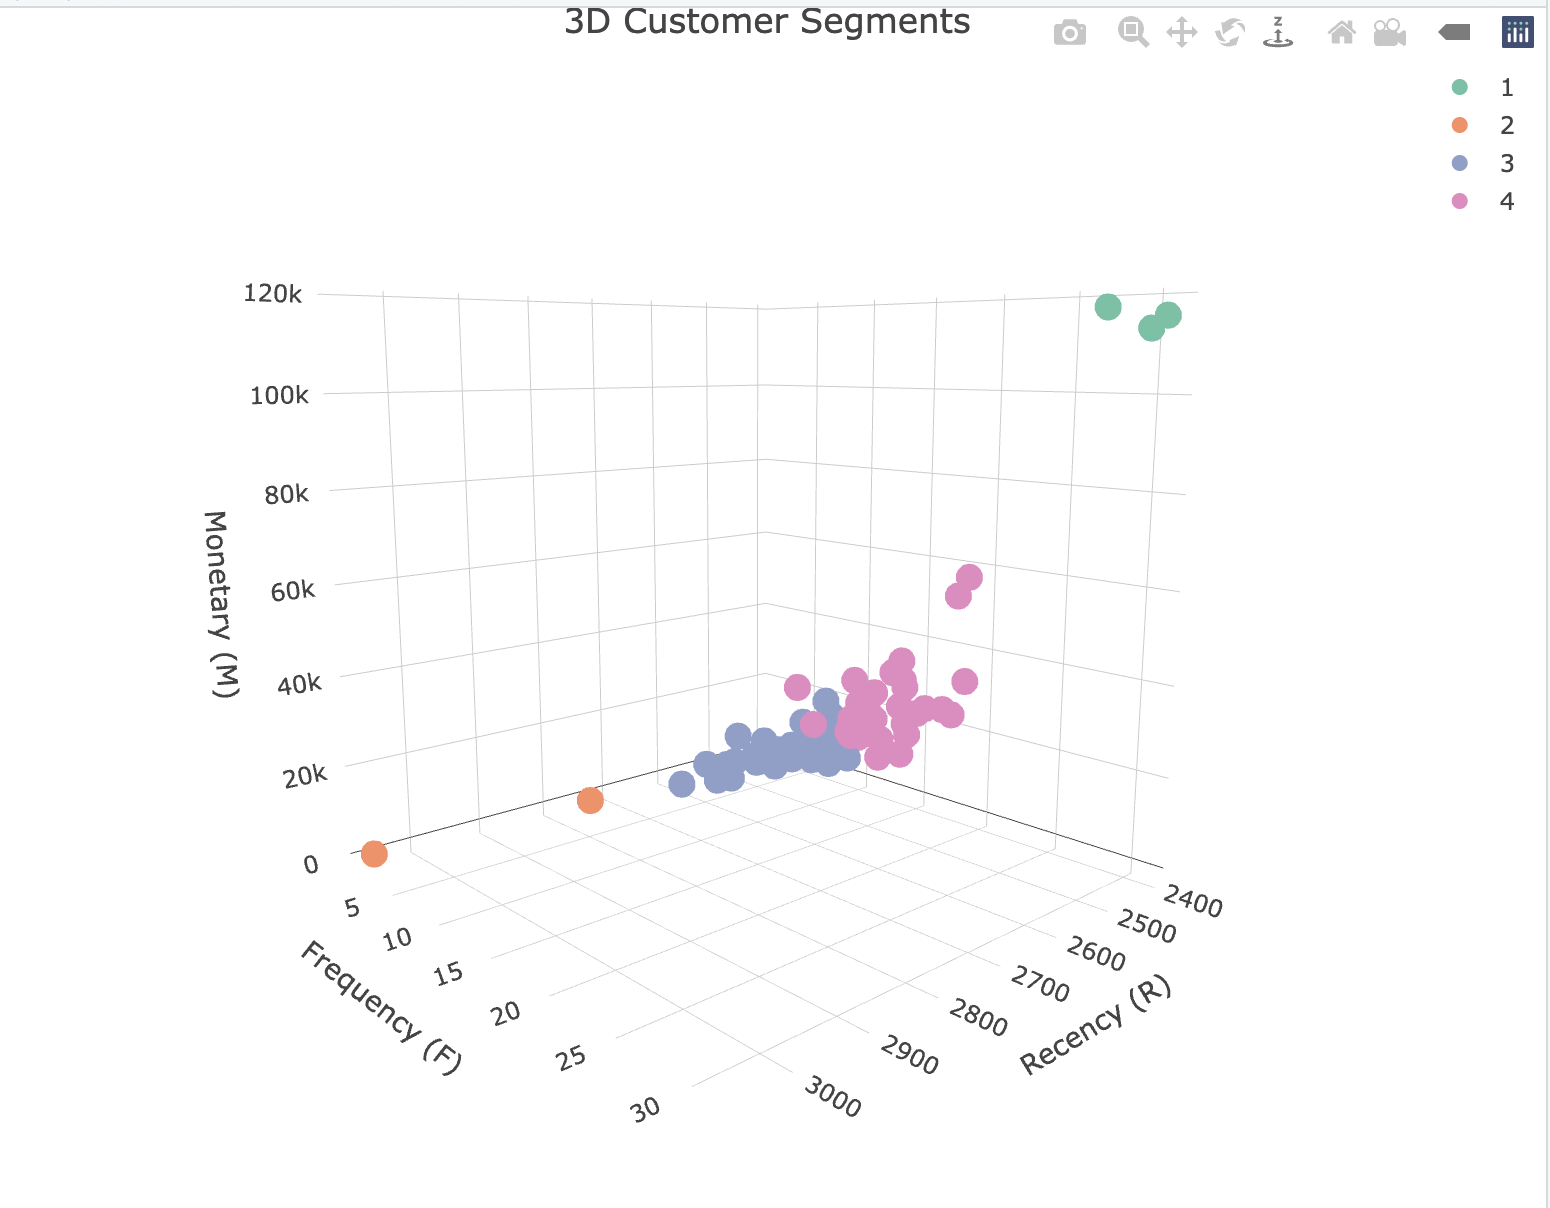 3D Customer Segments
z
1
2
3
4
120k
100k
80k
60k
40k
20k
0
Monetary (M)
5
10
15
20
25
30
Frequency (F)
2400
2500
2600
2700
2800
2900
3000
Recency (R)